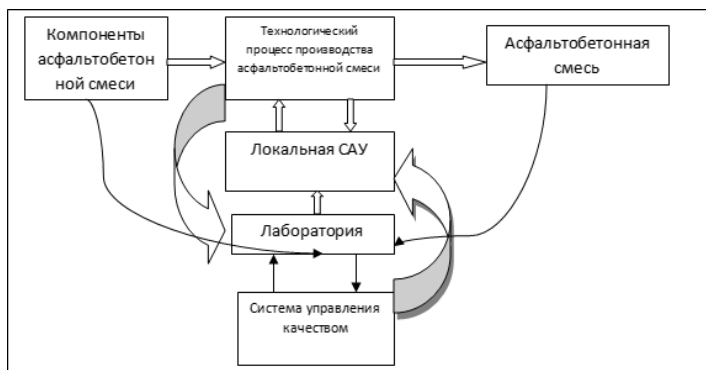 Компоненты
асфальтобетон
ной смеси
Технологический
процесс производства
асфальтобетонной смеси
Асфальтобетонная
смесь
Локальная САУ
Лаборатория
Система управления
качеством